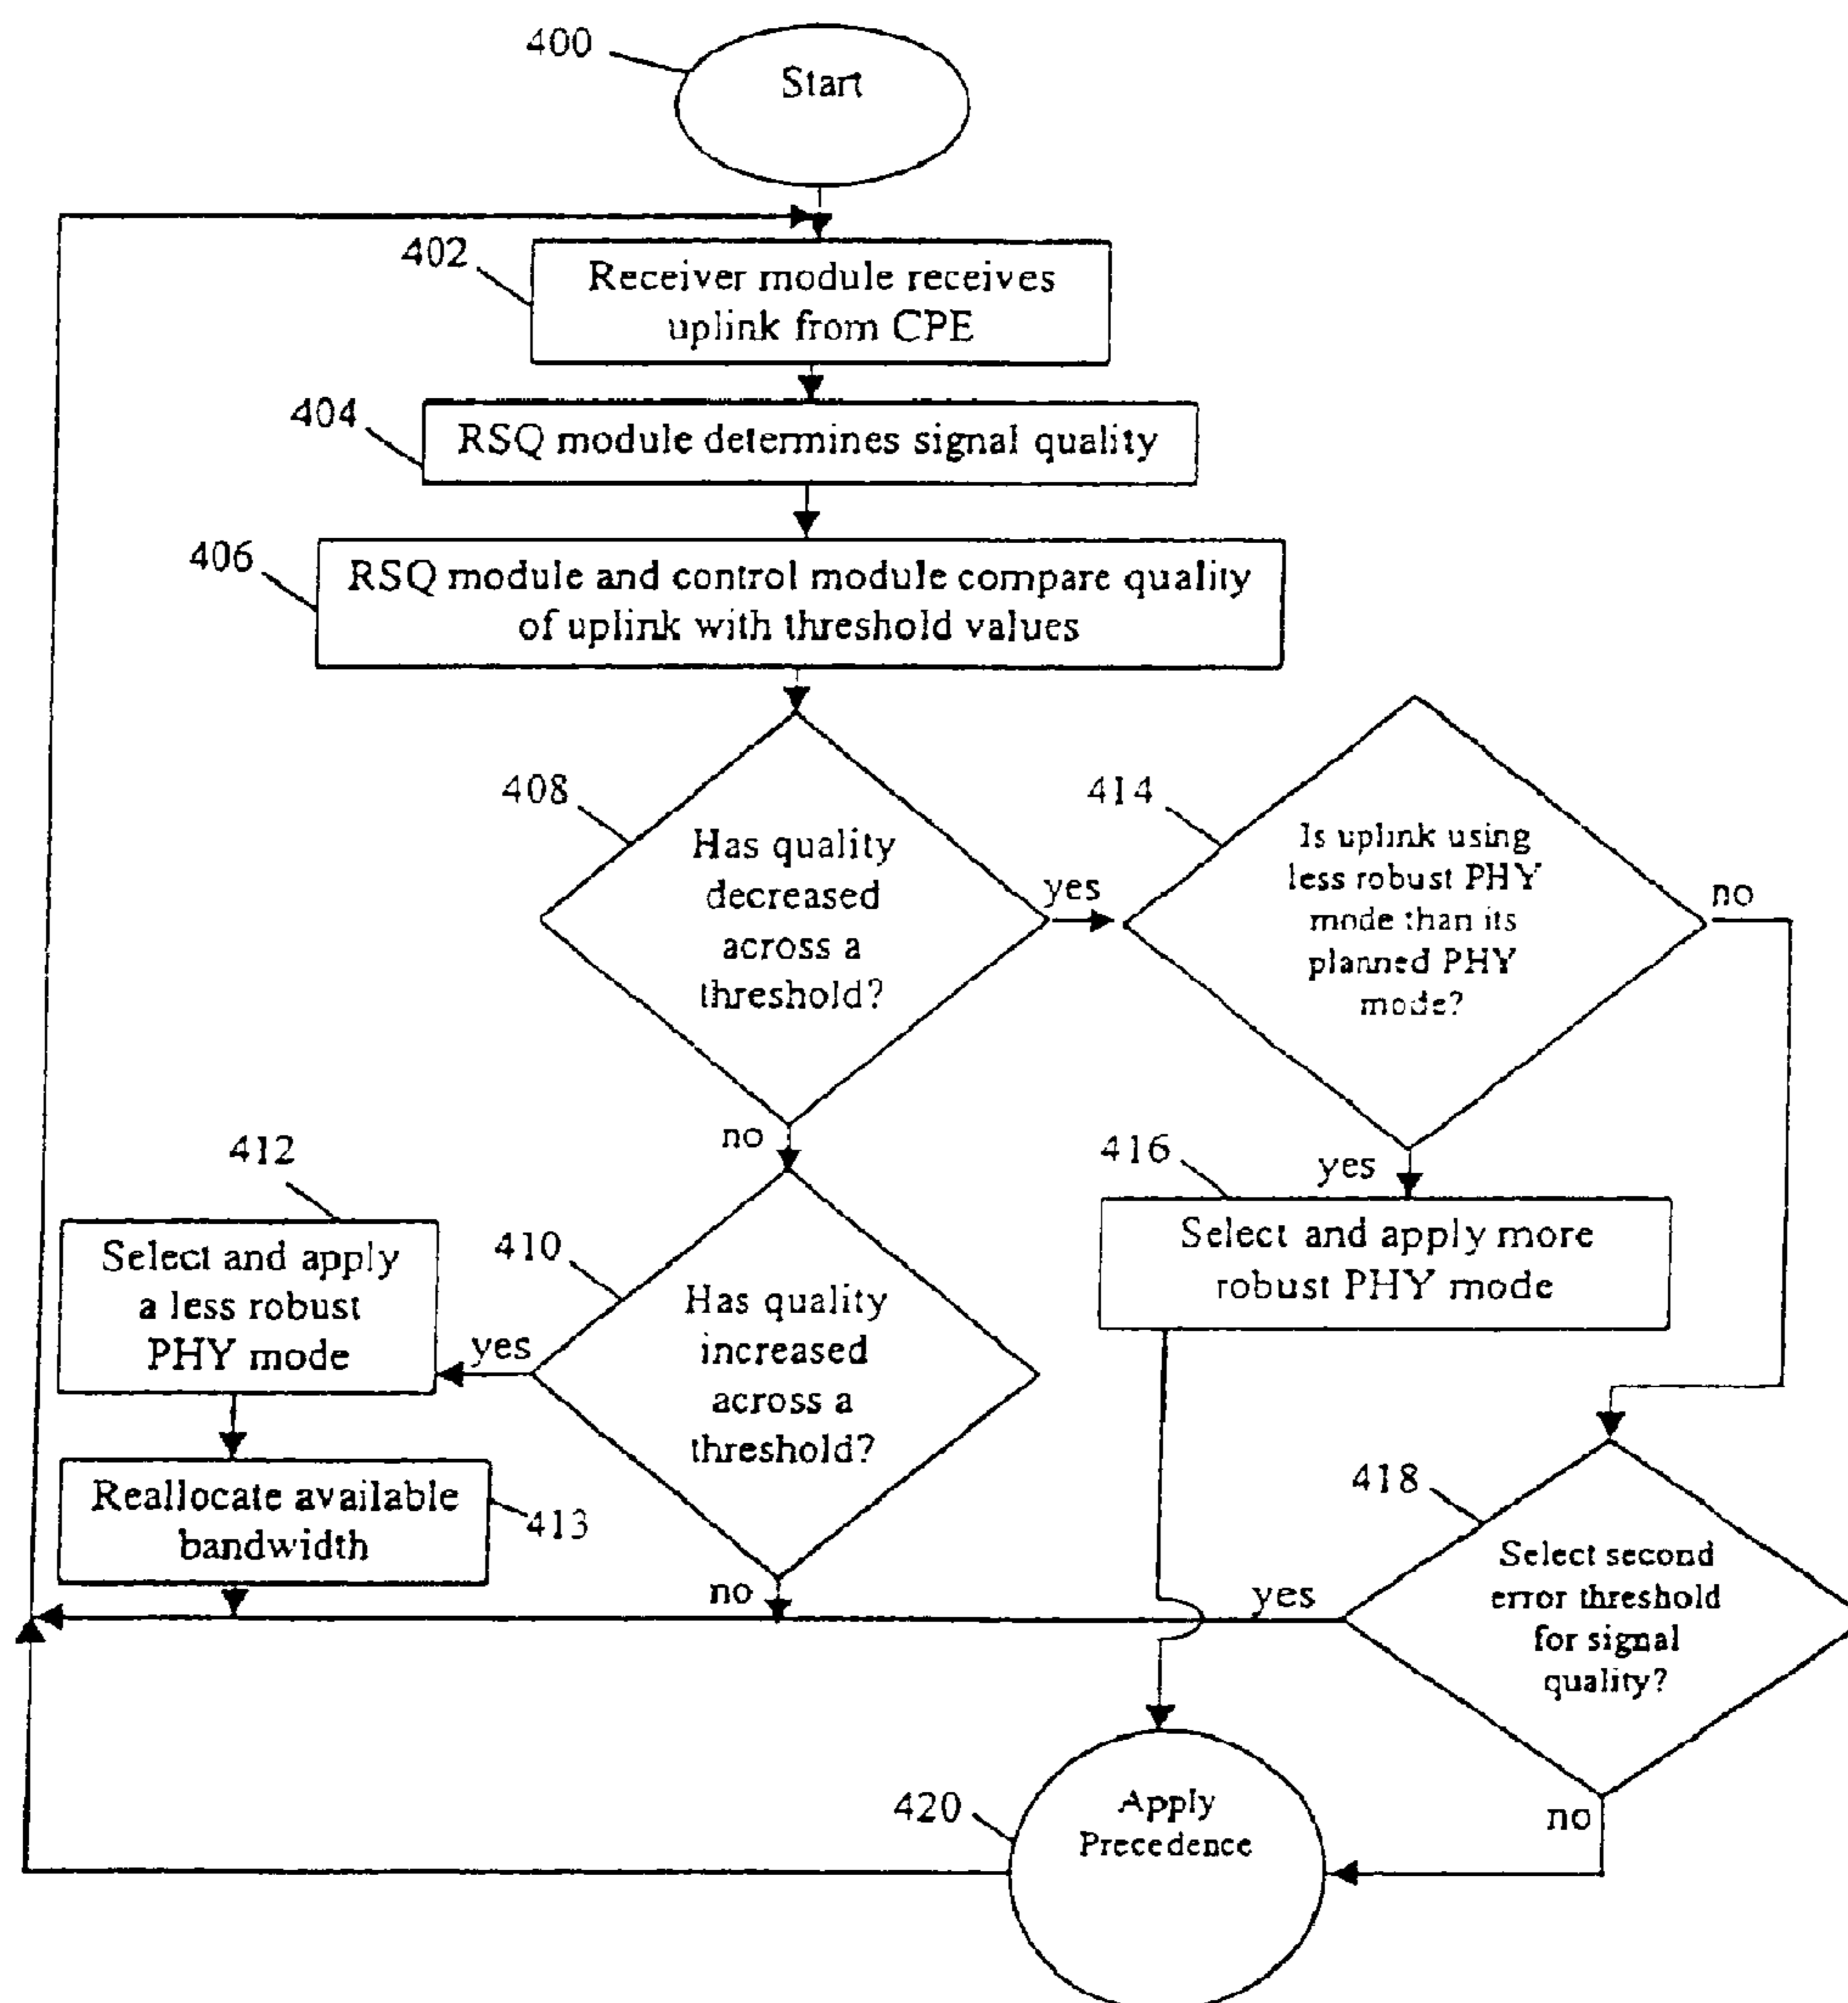 400
Start
402
Receiver module receives
uplink from CPE
404
RSQ module determines signal quality
406
RSQ module and control module compare quality
of uplink with threshold values
408
Has quality
decreased
across a
threshold?
yes
no
414
Is uplink using
less robust PHY
mode than its
planned PHY
mode?
no
yes
412
Select and apply
a less robust
PHY mode
410
Has quality
increased
across a
threshold?
yes
no
416
Select and apply more
robust PHY mode
Reallocate available
bandwidth
413
418
Select second
error threshold
for signal
quality?
yes
no
420
Apply
Precedence